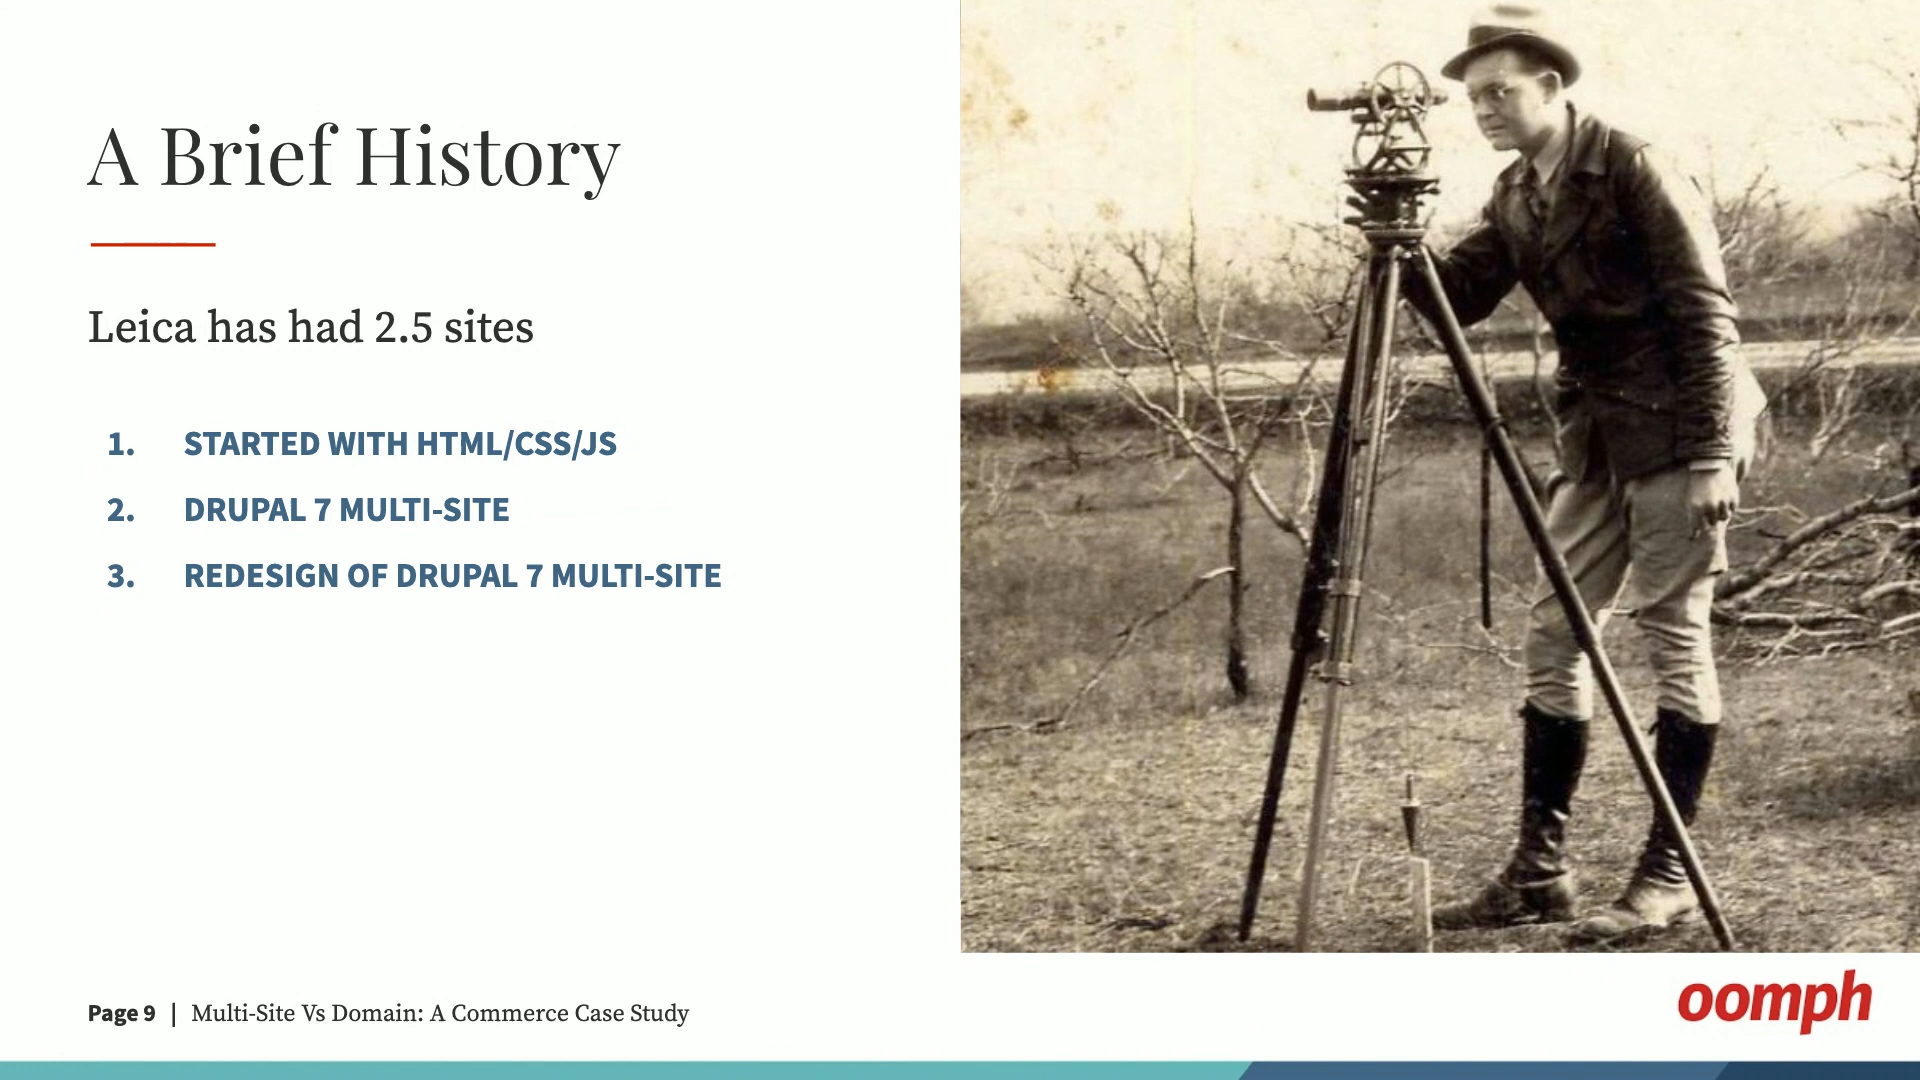 A Brief History
Leica has had 2.5 sites
1. STARTED WITH HTML/CSS/JS
2. DRUPAL 7 MULTI-SITE
3. REDESIGN OF DRUPAL 7 MULTI-SITE
Page 9 | Multi-Site Vs Domain: A Commerce Case Study
oomph